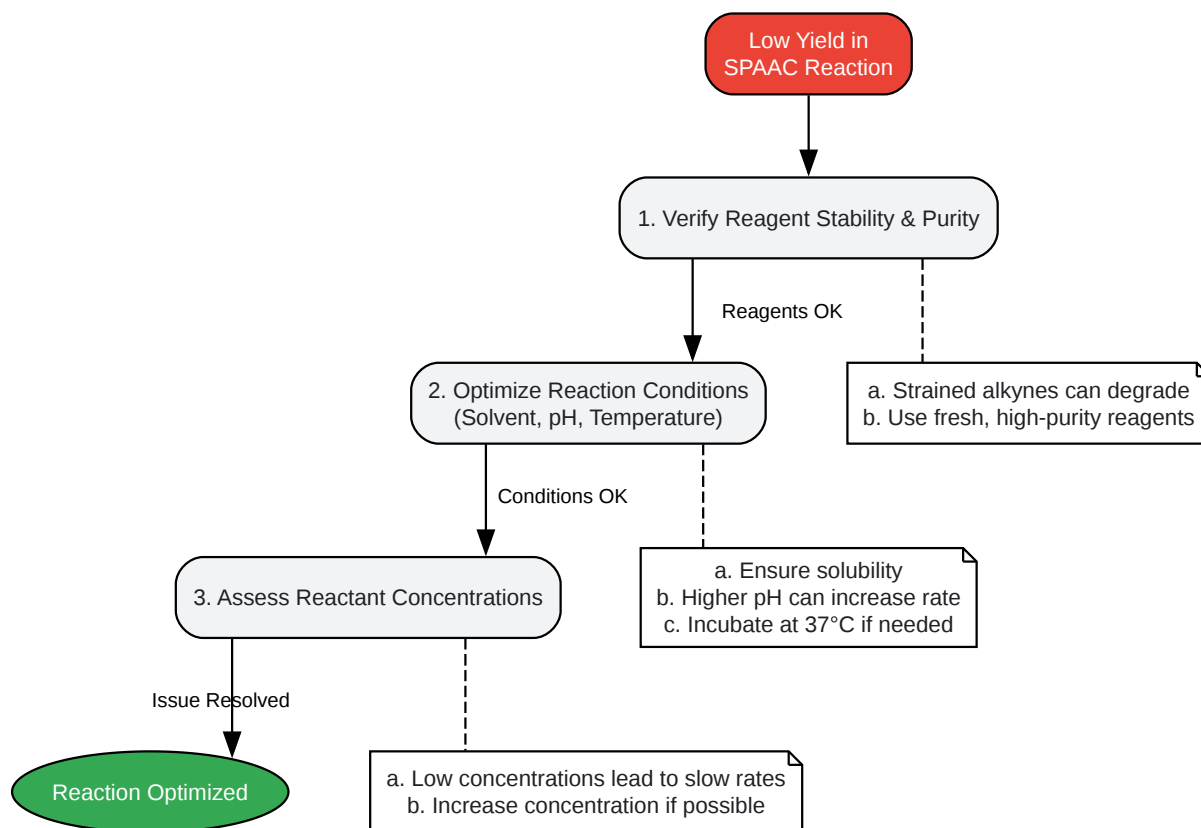 Low Yield in
SPAAC Reaction
1. Verify Reagent Stability & Purity
Reagents OK
2. Optimize Reaction Conditions
(Solvent, pH, Temperature)
a. Strained alkynes can degrade
b. Use fresh, high-purity reagents
Conditions OK
3. Assess Reactant Concentrations
a. Ensure solubility
b. Higher pH can increase rate
c. Incubate at 37°C if needed
Issue Resolved
Reaction Optimized
a. Low concentrations lead to slow rates
b. Increase concentration if possible